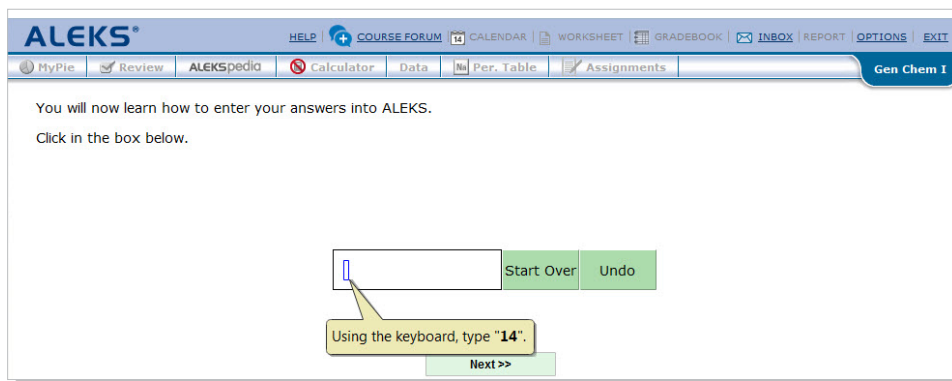 ALEKS®
HELP | COURSE FORUM | 14 CALENDAR | WORKSHEET | GRADEBOOK | INBOX | REPORT | OPTIONS | EXIT
MyPie Review ALEKSpedia Calculator Data Na Per. Table Assignments Gen Chem I
You will now learn how to enter your answers into ALEKS.
Click in the box below.
Start Over Undo
Using the keyboard, type "14".
Next >>